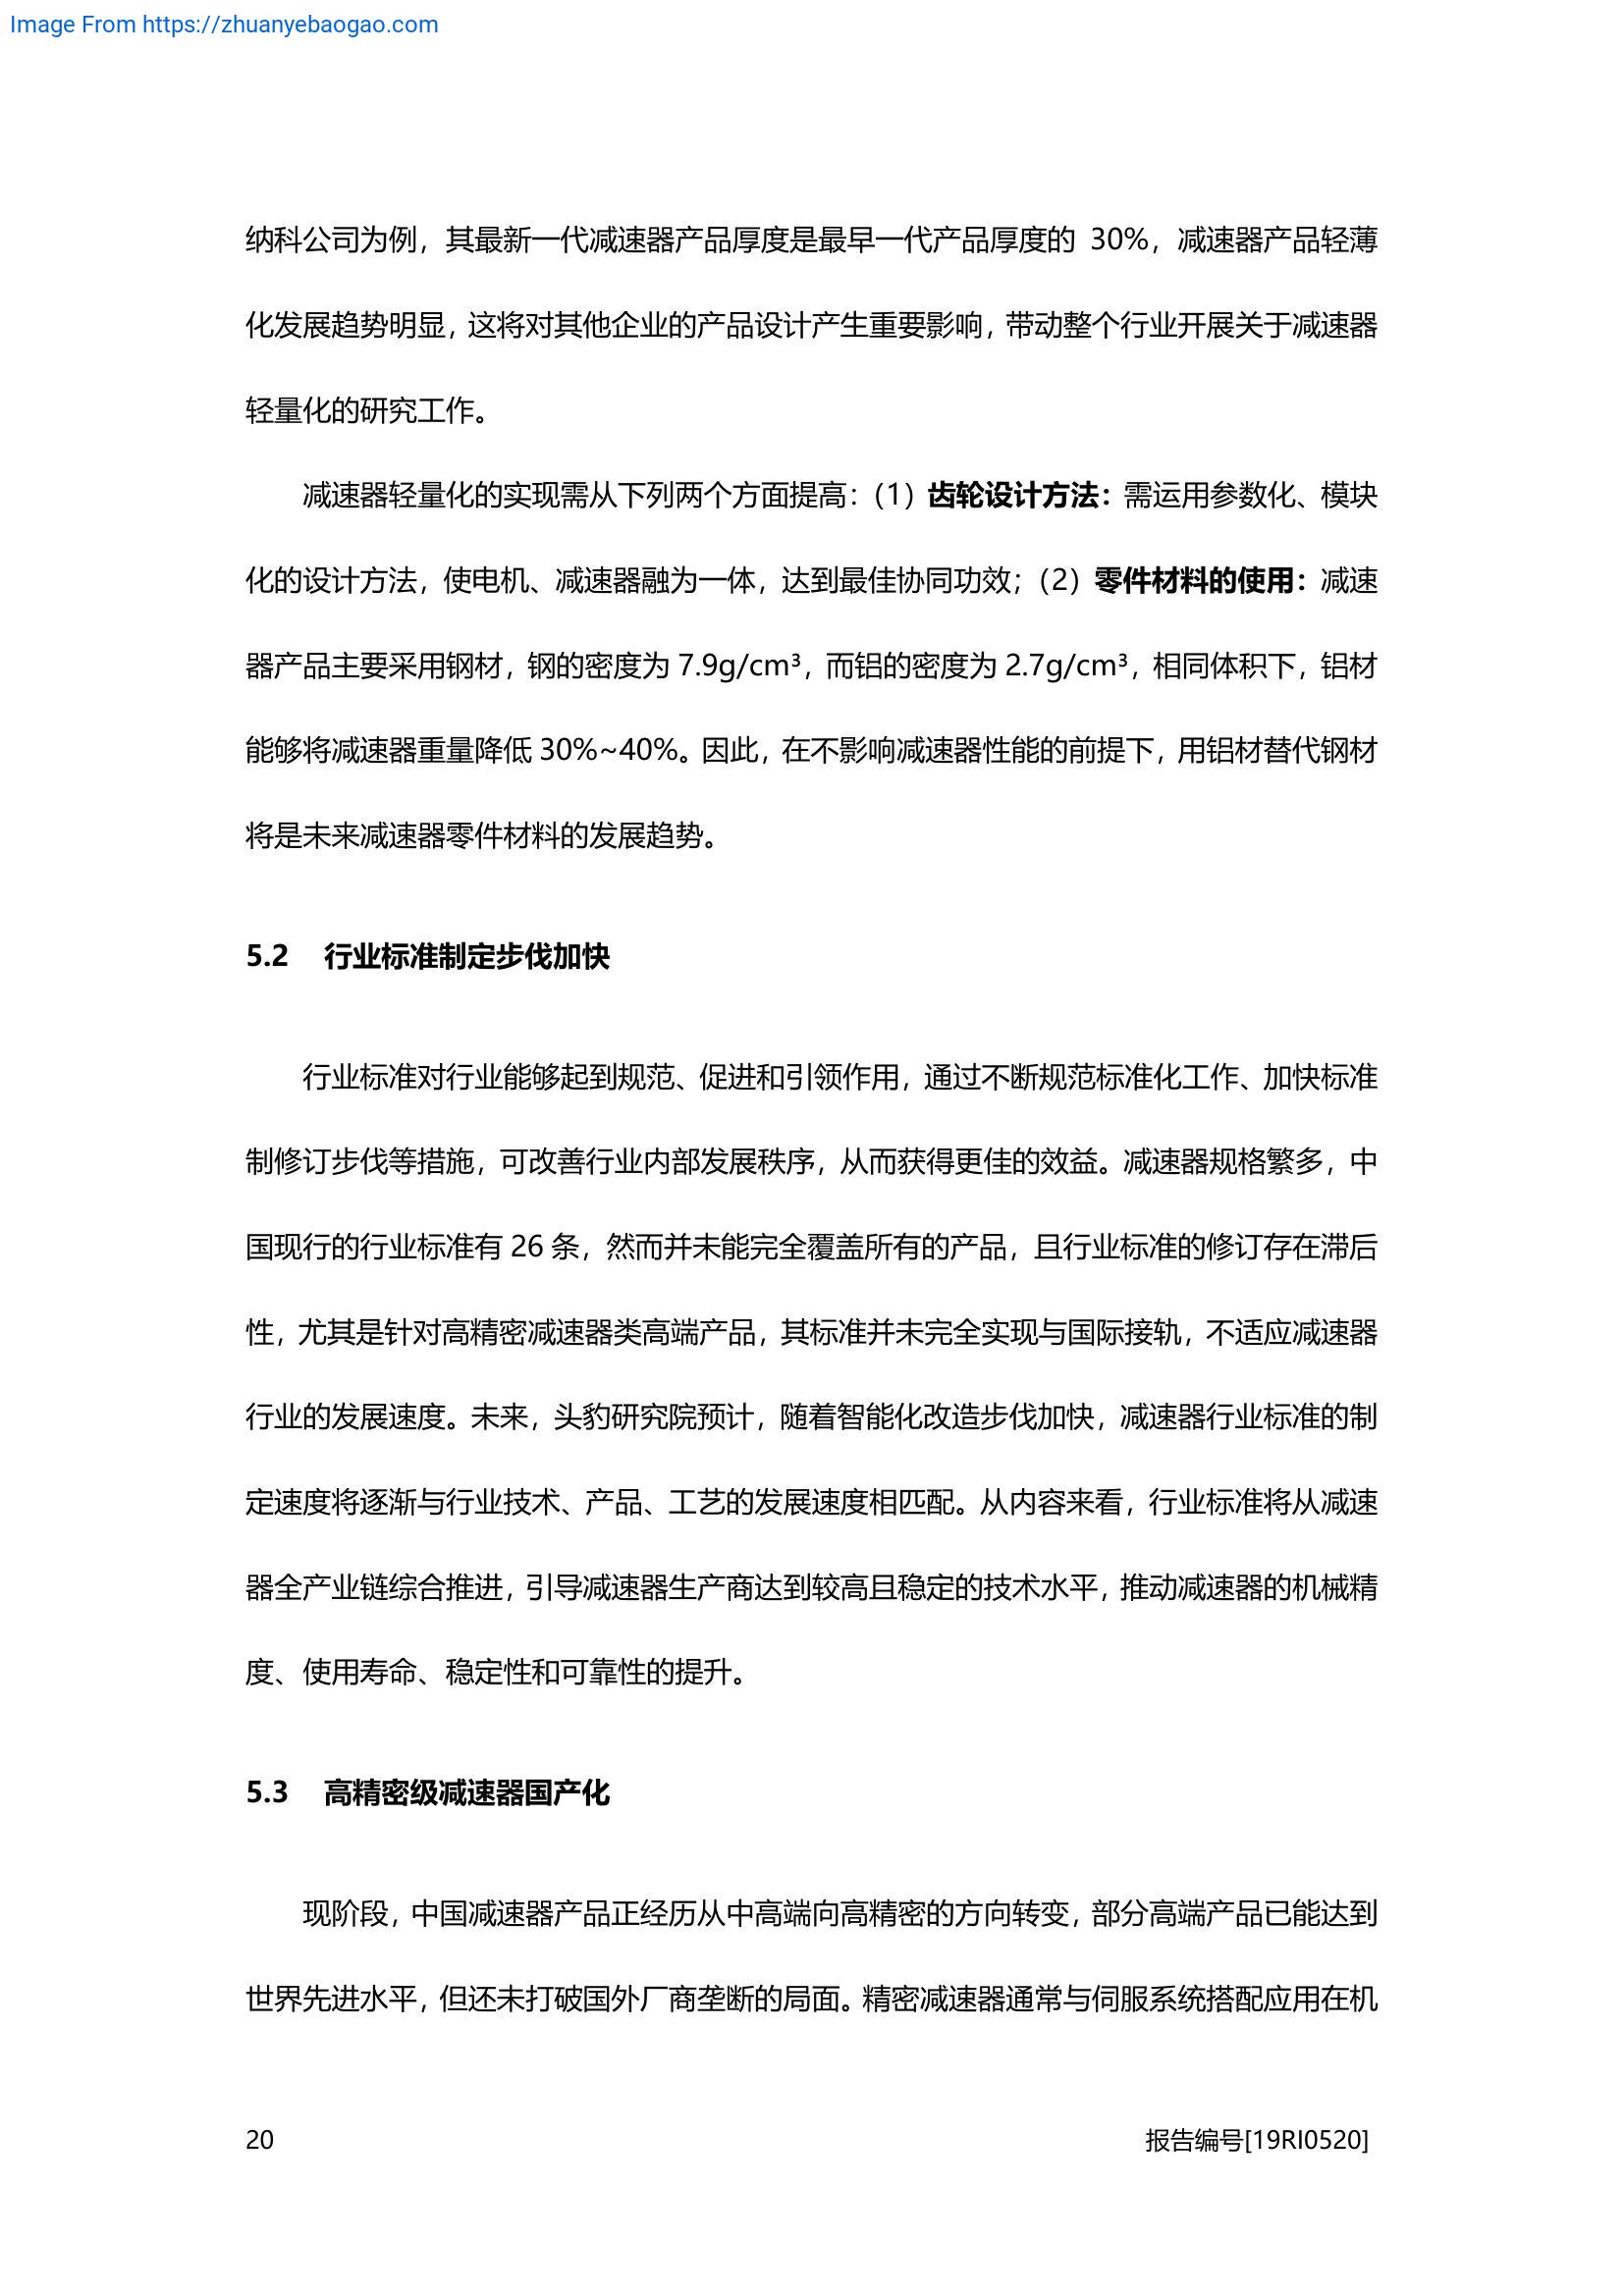 Image From https://zhuanyebaogao.com
纳科公司为例，其最新一代减速器产品厚度是最早一代产品厚度的 30%，减速器产品轻薄
化发展趋势明显，这将对其他企业的产品设计产生重要影响，带动整个行业开展关于减速器
轻量化的研究工作。
减速器轻量化的实现需从下列两个方面提高：（1）齿轮设计方法：需运用参数化、模块
化的设计方法，使电机、减速器融为一体，达到最佳协同功效；（2）零件材料的使用：减速
器产品主要采用钢材，钢的密度为 7.9g/cm³，而铝的密度为 2.7g/cm³，相同体积下，铝材
能够将减速器重量降低 30%~40%。因此，在不影响减速器性能的前提下，用铝材替代钢材
将是未来减速器零件材料的发展趋势。
5.2 行业标准制定步伐加快
行业标准对行业能够起到规范、促进和引领作用，通过不断规范标准化工作、加快标准
制修订步伐等措施，可改善行业内部发展秩序，从而获得更佳的效益。减速器规格繁多，中
国现行的行业标准有 26 条，然而并未能完全覆盖所有的产品，且行业标准的修订存在滞后
性，尤其是针对高精密减速器类高端产品，其标准并未完全实现与国际接轨，不适应减速器
行业的发展速度。未来，头豹研究院预计，随着智能化改造步伐加快，减速器行业标准的制
定速度将逐渐与行业技术、产品、工艺的发展速度相匹配。从内容来看，行业标准将从减速
器全产业链综合推进，引导减速器生产商达到较高且稳定的技术水平，推动减速器的机械精
度、使用寿命、稳定性和可靠性的提升。
5.3 高精密级减速器国产化
现阶段，中国减速器产品正经历从中高端向高精密的方向转变，部分高端产品已能达到
世界先进水平，但还未打破国外厂商垄断的局面。精密减速器通常与伺服系统搭配应用在机
20 报告编号[19RI0520]